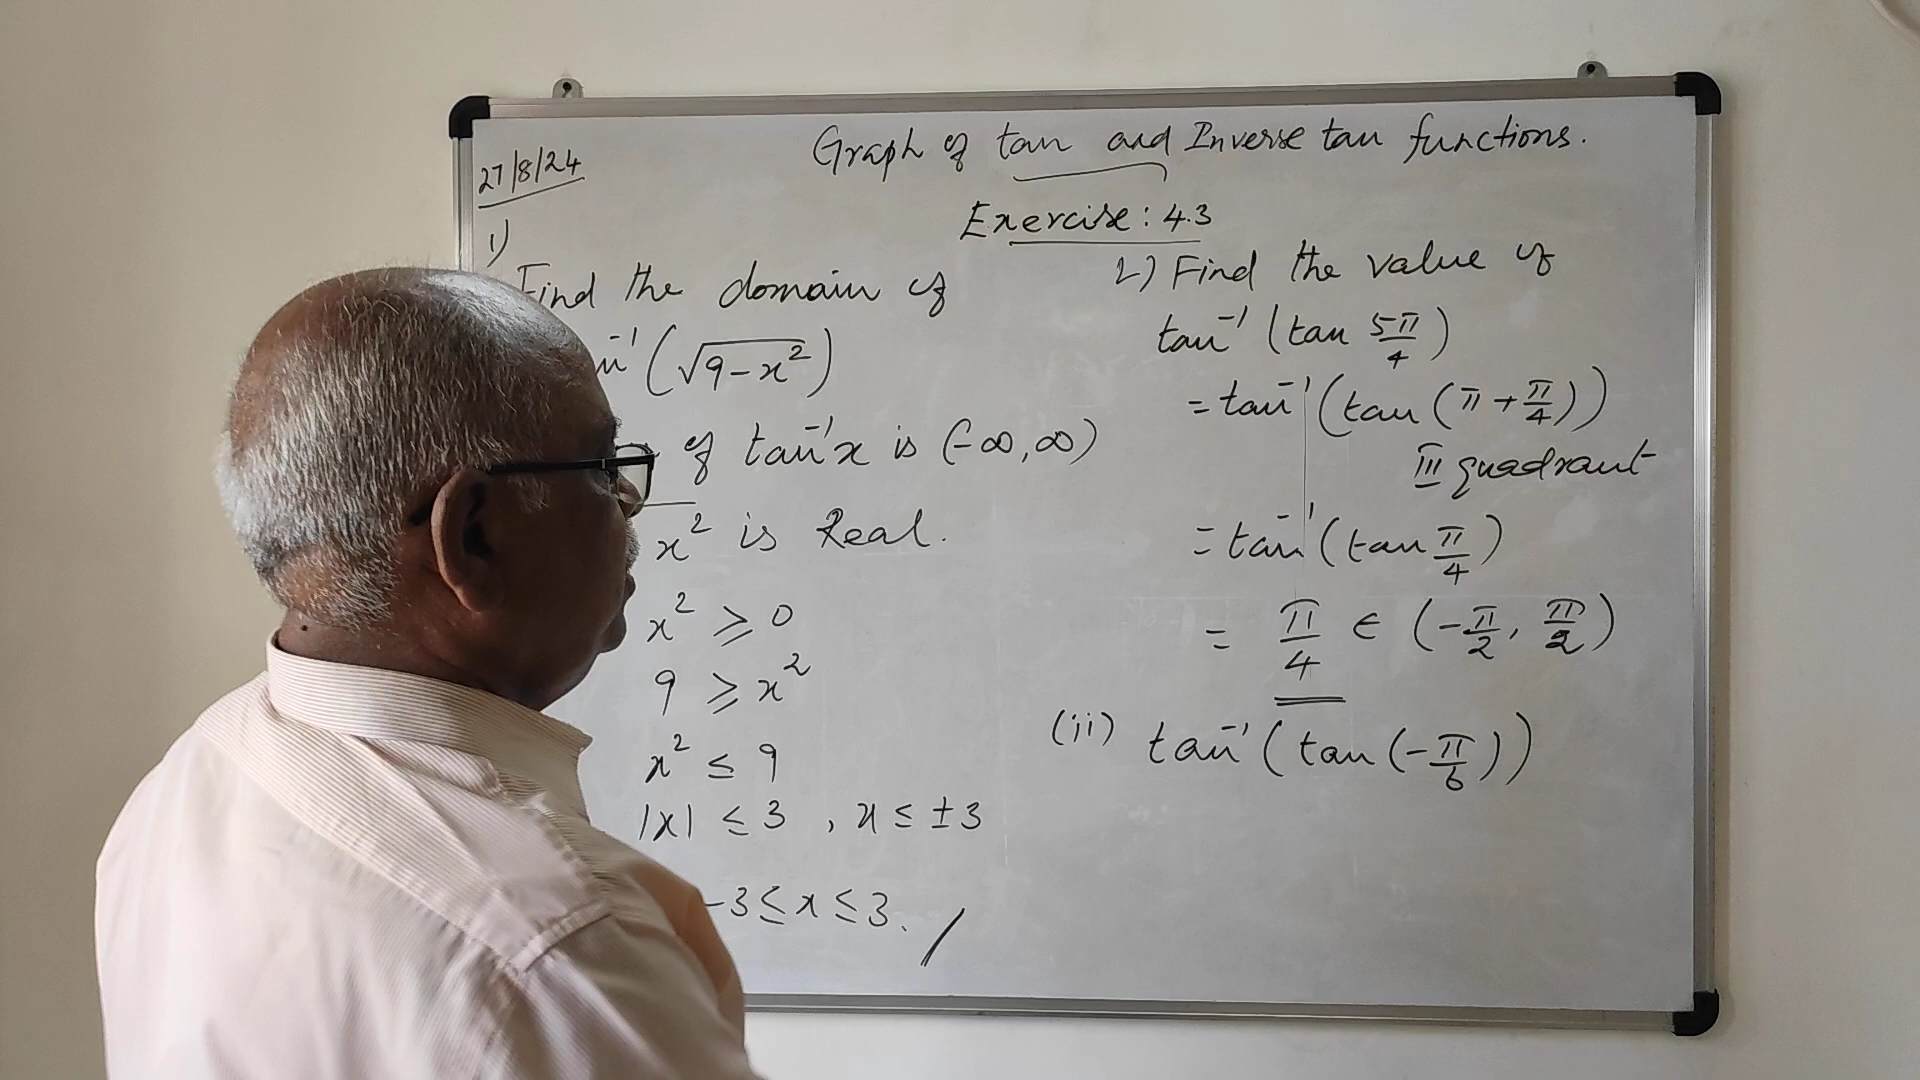 Graph of tan and Inverse tan functions.
27/8/24
Exercise: 4.3
1)
Find the domain of
(√(9-x²))
of tan⁻¹x is (-∞, ∞)
x² is Real.
x² ⩾ 0
9 ⩾ x²
x² ≤ 9
|x| ≤ 3 , x ≤ ±3
-3 ≤ x ≤ 3.
2) Find the value of
tan⁻¹(tan 5π/4)
= tan⁻¹(tan(π + π/4))
III quadrant
= tan⁻¹(tan π/4)
= π/4 ∈ (-π/2, π/2)
(ii) tan⁻¹(tan(-π/6))